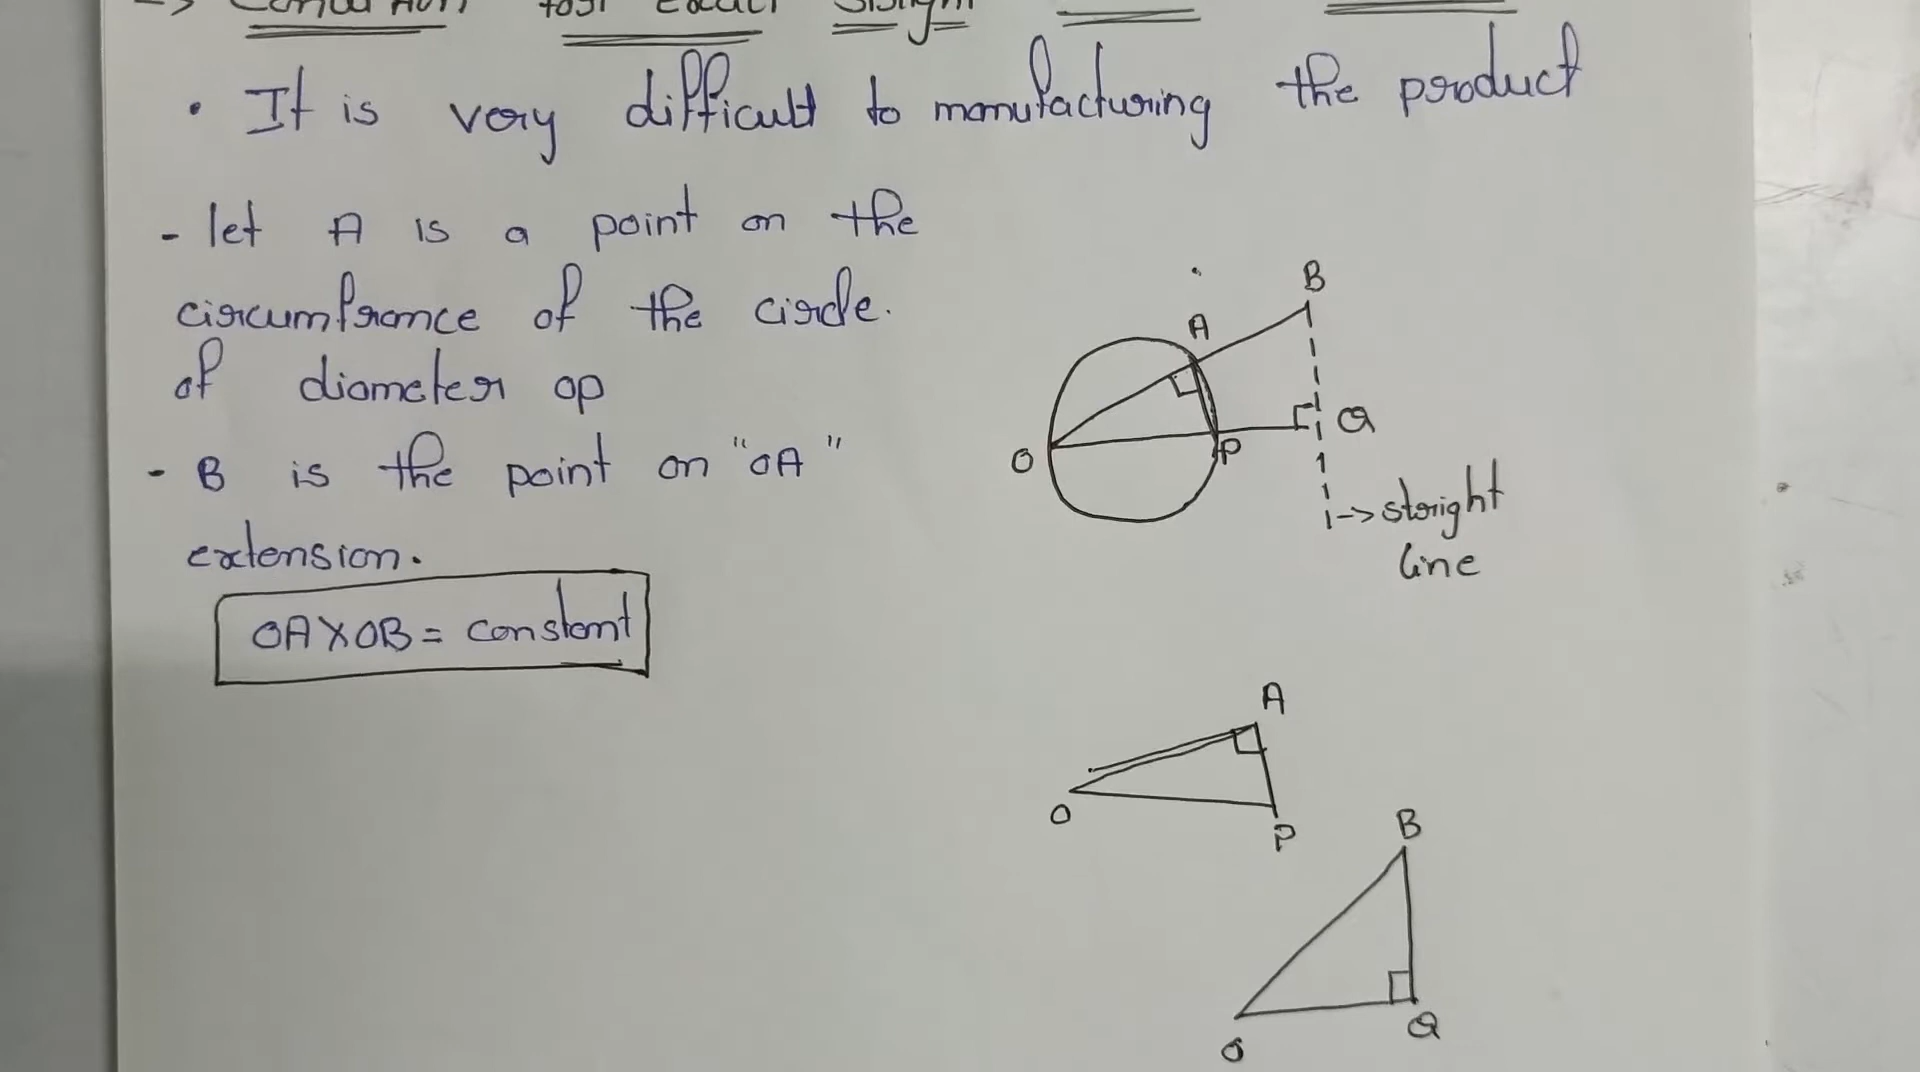 • It is very difficult to manufacturing the product
- let A is a point on the
circumfrance of the circle.
of diameter op
- B is the point on "OA"
extension.
OA X OB = constant
B
A
Q
O
P
--> stright
line
A
O
P
B
Q
O